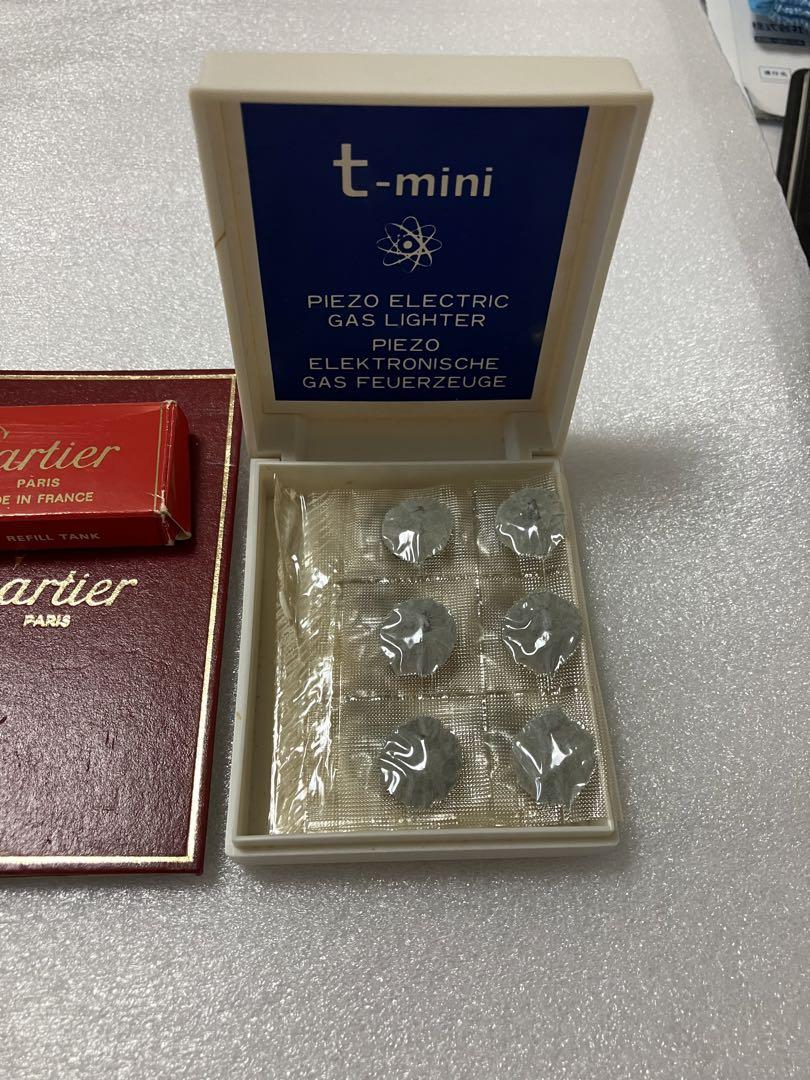 t-mini
PIEZO ELECTRIC
GAS LIGHTER
PIEZO
ELEKTRONISCHE
GAS FEUERZEUGE
artier
PARIS
DE IN FRANCE
REFILL TANK
artier
PARIS